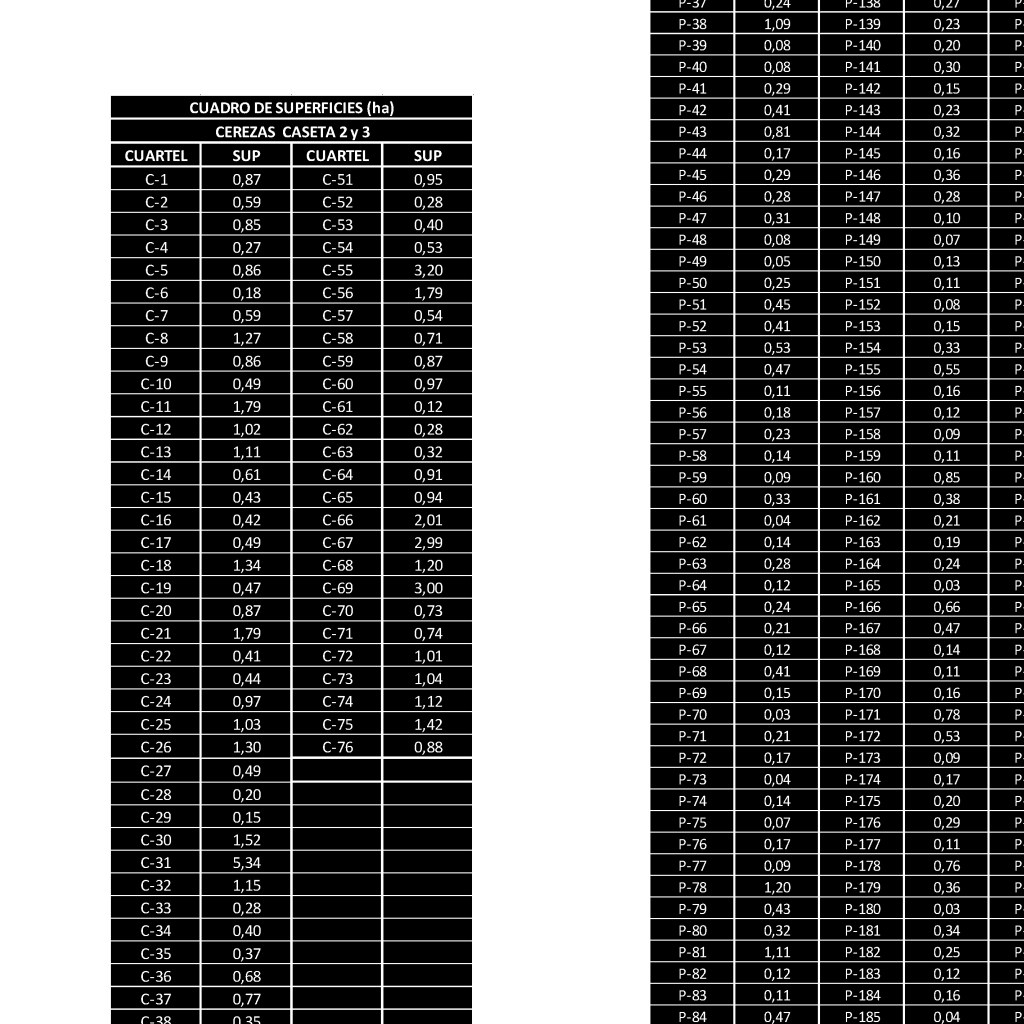 CUADRO DE SUPERFICIES (ha)
CEREZAS CASETA 2 y 3
CUARTEL SUP CUARTEL SUP
C-1 0,87 C-51 0,95
C-2 0,59 C-52 0,28
C-3 0,85 C-53 0,40
C-4 0,27 C-54 0,53
C-5 0,86 C-55 3,20
C-6 0,18 C-56 1,79
C-7 0,59 C-57 0,54
C-8 1,27 C-58 0,71
C-9 0,86 C-59 0,87
C-10 0,49 C-60 0,97
C-11 1,79 C-61 0,12
C-12 1,02 C-62 0,28
C-13 1,11 C-63 0,32
C-14 0,61 C-64 0,91
C-15 0,43 C-65 0,94
C-16 0,42 C-66 2,01
C-17 0,49 C-67 2,99
C-18 1,34 C-68 1,20
C-19 0,47 C-69 3,00
C-20 0,87 C-70 0,73
C-21 1,79 C-71 0,74
C-22 0,41 C-72 1,01
C-23 0,44 C-73 1,04
C-24 0,97 C-74 1,12
C-25 1,03 C-75 1,42
C-26 1,30 C-76 0,88
C-27 0,49
C-28 0,20
C-29 0,15
C-30 1,52
C-31 5,34
C-32 1,15
C-33 0,28
C-34 0,40
C-35 0,37
C-36 0,68
C-37 0,77
C-38 0,35
P-37 0,24 P-138 0,27 P-
P-38 1,09 P-139 0,23 P-
P-39 0,08 P-140 0,20 P-
P-40 0,08 P-141 0,30 P-
P-41 0,29 P-142 0,15 P-
P-42 0,41 P-143 0,23 P-
P-43 0,81 P-144 0,32 P-
P-44 0,17 P-145 0,16 P-
P-45 0,29 P-146 0,36 P-
P-46 0,28 P-147 0,28 P-
P-47 0,31 P-148 0,10 P-
P-48 0,08 P-149 0,07 P-
P-49 0,05 P-150 0,13 P-
P-50 0,25 P-151 0,11 P-
P-51 0,45 P-152 0,08 P-
P-52 0,41 P-153 0,15 P-
P-53 0,53 P-154 0,33 P-
P-54 0,47 P-155 0,55 P-
P-55 0,11 P-156 0,16 P-
P-56 0,18 P-157 0,12 P-
P-57 0,23 P-158 0,09 P-
P-58 0,14 P-159 0,11 P-
P-59 0,09 P-160 0,85 P-
P-60 0,33 P-161 0,38 P-
P-61 0,04 P-162 0,21 P-
P-62 0,14 P-163 0,19 P-
P-63 0,28 P-164 0,24 P-
P-64 0,12 P-165 0,03 P-
P-65 0,24 P-166 0,66 P-
P-66 0,21 P-167 0,47 P-
P-67 0,12 P-168 0,14 P-
P-68 0,41 P-169 0,11 P-
P-69 0,15 P-170 0,16 P-
P-70 0,03 P-171 0,78 P-
P-71 0,21 P-172 0,53 P-
P-72 0,17 P-173 0,09 P-
P-73 0,04 P-174 0,17 P-
P-74 0,14 P-175 0,20 P-
P-75 0,07 P-176 0,29 P-
P-76 0,17 P-177 0,11 P-
P-77 0,09 P-178 0,76 P-
P-78 1,20 P-179 0,36 P-
P-79 0,43 P-180 0,03 P-
P-80 0,32 P-181 0,34 P-
P-81 1,11 P-182 0,25 P-
P-82 0,12 P-183 0,12 P-
P-83 0,11 P-184 0,16 P-
P-84 0,47 P-185 0,04 P-